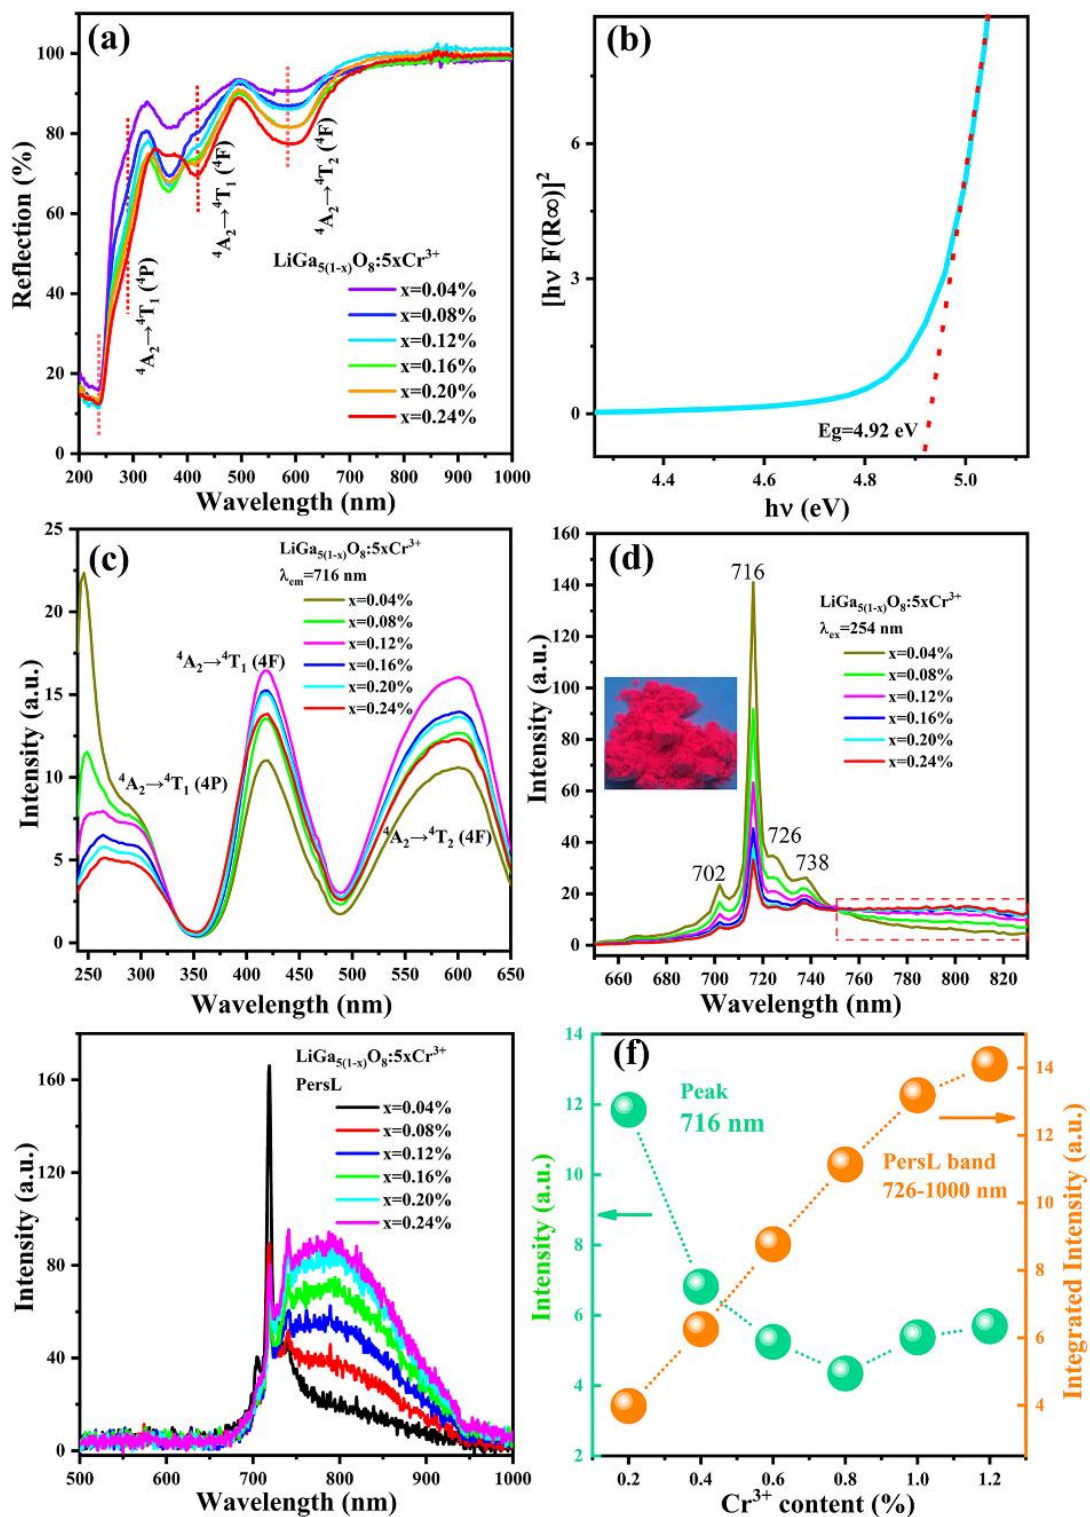 (a)
100
80
60
40
20
0
Reflection (%)
⁴A₂→⁴T₁ (⁴P)
⁴A₂→⁴T₁ (⁴F)
⁴A₂→⁴T₂ (⁴F)
LiGa₅₍₁₋ₓ₎O₈:5xCr³⁺
x=0.04%
x=0.08%
x=0.12%
x=0.16%
x=0.20%
x=0.24%
200 300 400 500 600 700 800 900 1000
Wavelength (nm)
(b)
6
3
0
[hν F(R∞))]²
Eg=4.92 eV
4.4 4.6 4.8 5.0
hν (eV)
(c)
25
20
15
10
5
0
Intensity (a.u.)
LiGa₅₍₁₋ₓ₎O₈:5xCr³⁺
λₑₘ=716 nm
x=0.04%
x=0.08%
x=0.12%
x=0.16%
x=0.20%
x=0.24%
⁴A₂→⁴T₁ (4F)
⁴A₂→⁴T₁ (4P)
⁴A₂→⁴T₂ (4F)
250 300 350 400 450 500 550 600 650
Wavelength (nm)
(d)
160
140
120
100
80
60
40
20
0
Intensity (a.u.)
716
LiGa₅₍₁₋ₓ₎O₈:5xCr³⁺
λₑₓ=254 nm
x=0.04%
x=0.08%
x=0.12%
x=0.16%
x=0.20%
x=0.24%
726
702
738
660 680 700 720 740 760 780 800 820
Wavelength (nm)
160
120
80
40
0
Intensity (a.u.)
LiGa₅₍₁₋ₓ₎O₈:5xCr³⁺
PersL
x=0.04%
x=0.08%
x=0.12%
x=0.16%
x=0.20%
x=0.24%
500 600 700 800 900 1000
Wavelength (nm)
(f)
14
12
10
8
6
4
2
Intensity (a.u.)
Peak
716 nm
PersL band
726-1000 nm
14
12
10
8
6
4
Integrated Intensity (a.u.)
0.2 0.4 0.6 0.8 1.0 1.2
Cr³⁺ content (%)